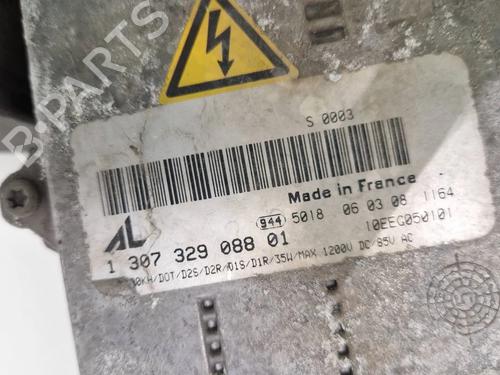 B-PARTS
S 0003
Made in France
AL
944 5018 06 03 08 1164
1 307 329 088 01
10EEG050101
/DOT/D2S/D2R/D1S/D1R/35W/MAX 1200V DC/85V AC